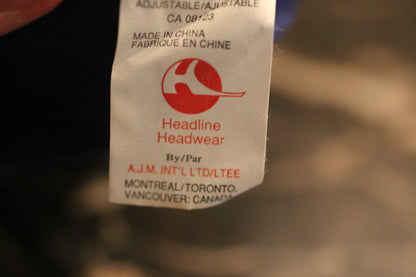 ADJUSTABLE/AJUSTABLE
CA 08123
MADE IN CHINA
FABRIQUE EN CHINE
Headline
Headwear
By/Par
A.J.M. INT'L LTD/LTEE
MONTREAL/TORONTO,
VANCOUVER: CANADA